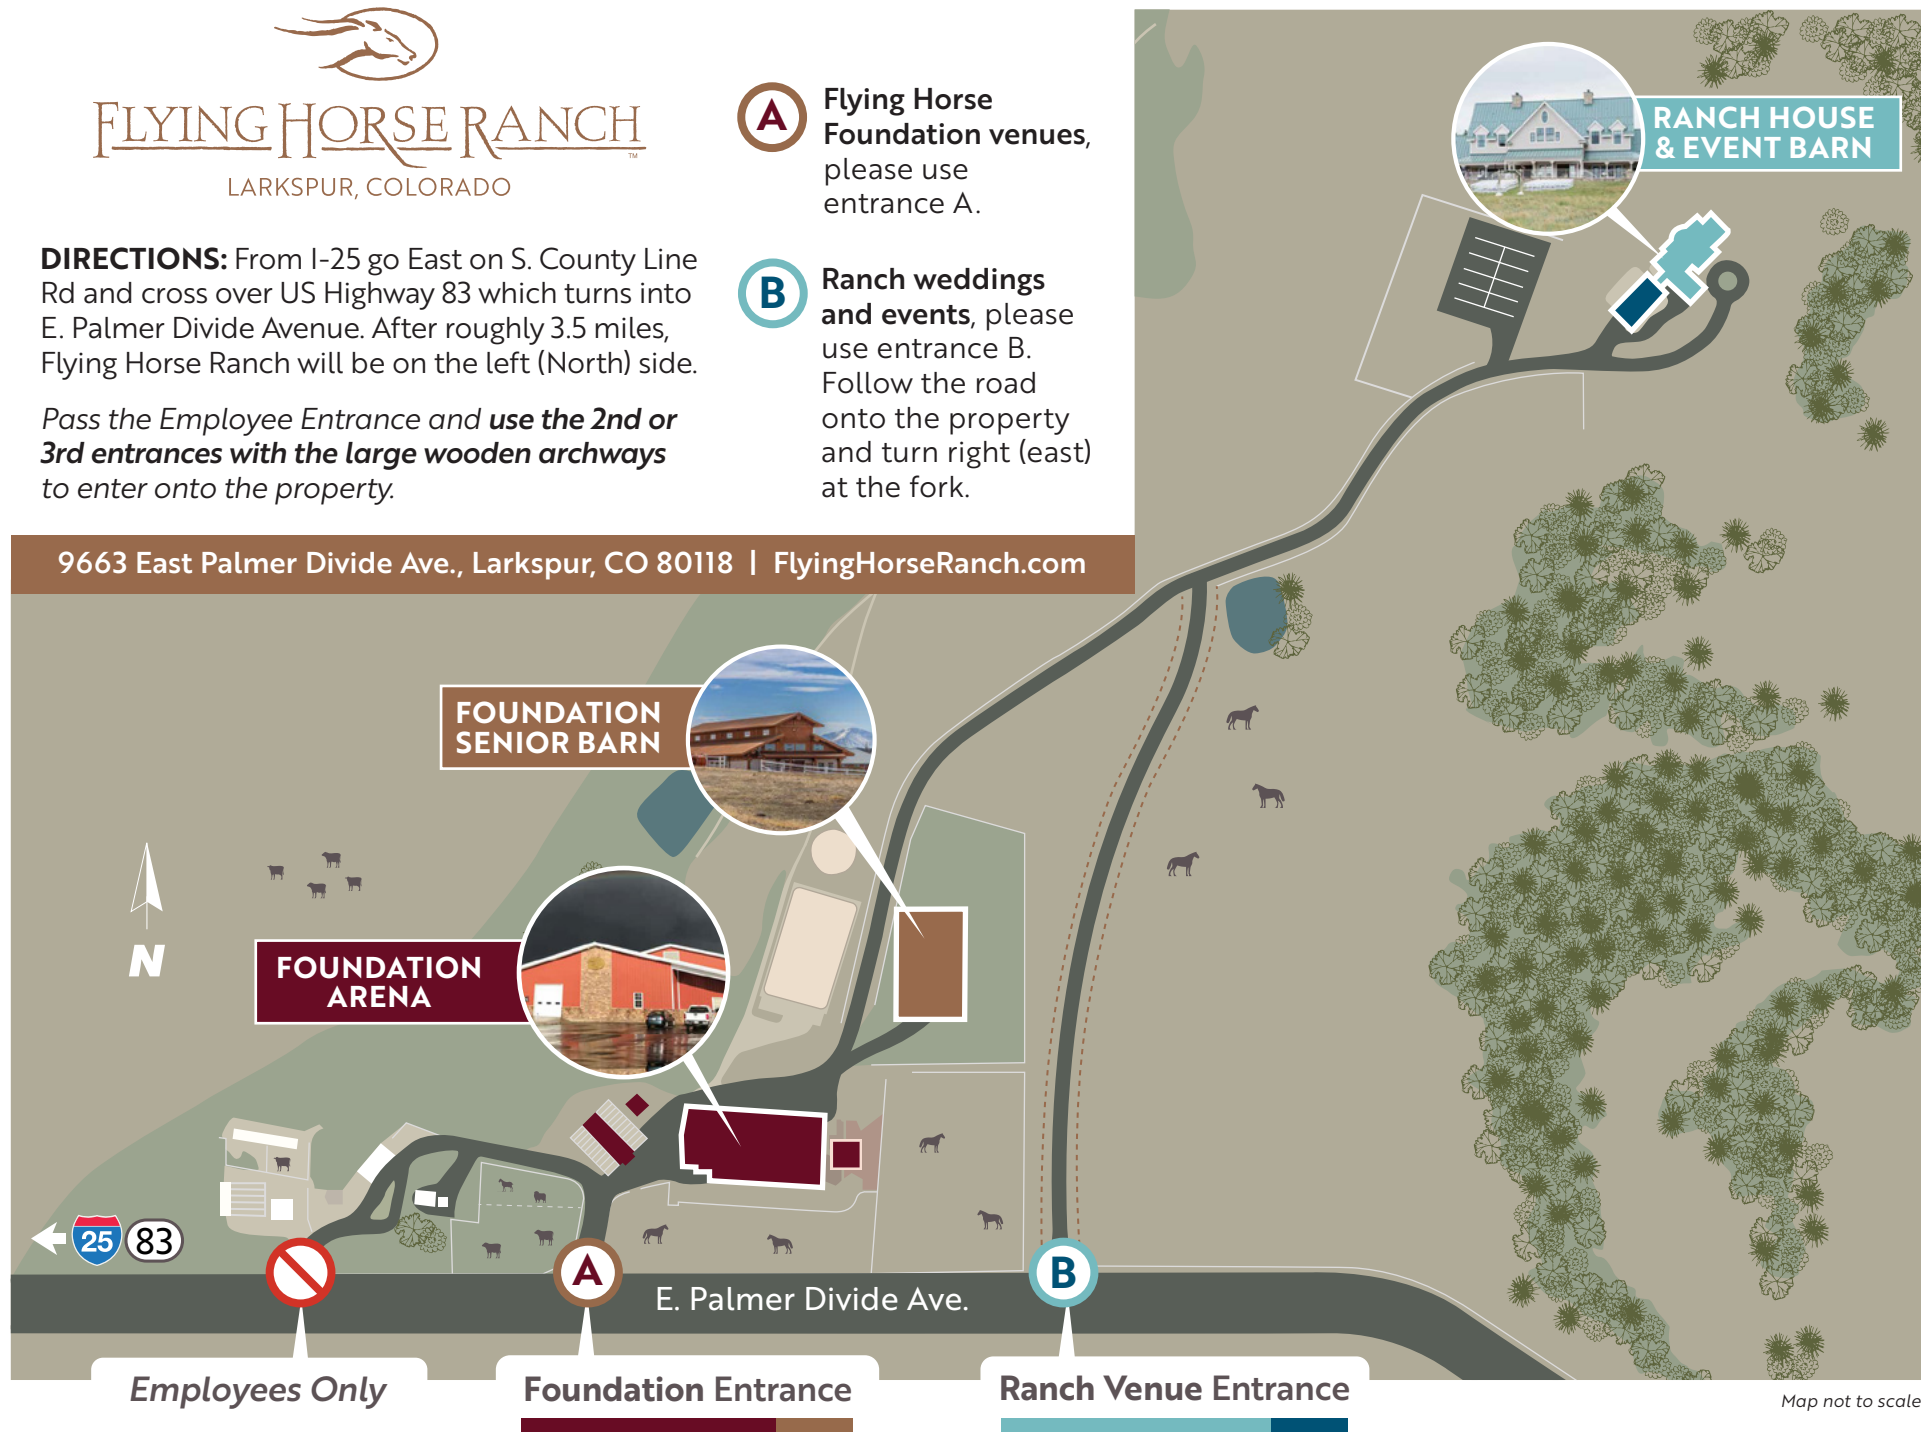 FLYING HORSE RANCH
™
LARKSPUR, COLORADO
DIRECTIONS: From I-25 go East on S. County Line
Rd and cross over US Highway 83 which turns into
E. Palmer Divide Avenue. After roughly 3.5 miles,
Flying Horse Ranch will be on the left (North) side.
Pass the Employee Entrance and use the 2nd or
3rd entrances with the large wooden archways
to enter onto the property.
A
Flying Horse
Foundation venues,
please use
entrance A.
B
Ranch weddings
and events, please
use entrance B.
Follow the road
onto the property
and turn right (east)
at the fork.
9663 East Palmer Divide Ave., Larkspur, CO 80118 | FlyingHorseRanch.com
RANCH HOUSE
& EVENT BARN
FOUNDATION
SENIOR BARN
FOUNDATION
ARENA
N
25
83
A
B
E. Palmer Divide Ave.
Employees Only
Foundation Entrance
Ranch Venue Entrance
Map not to scale